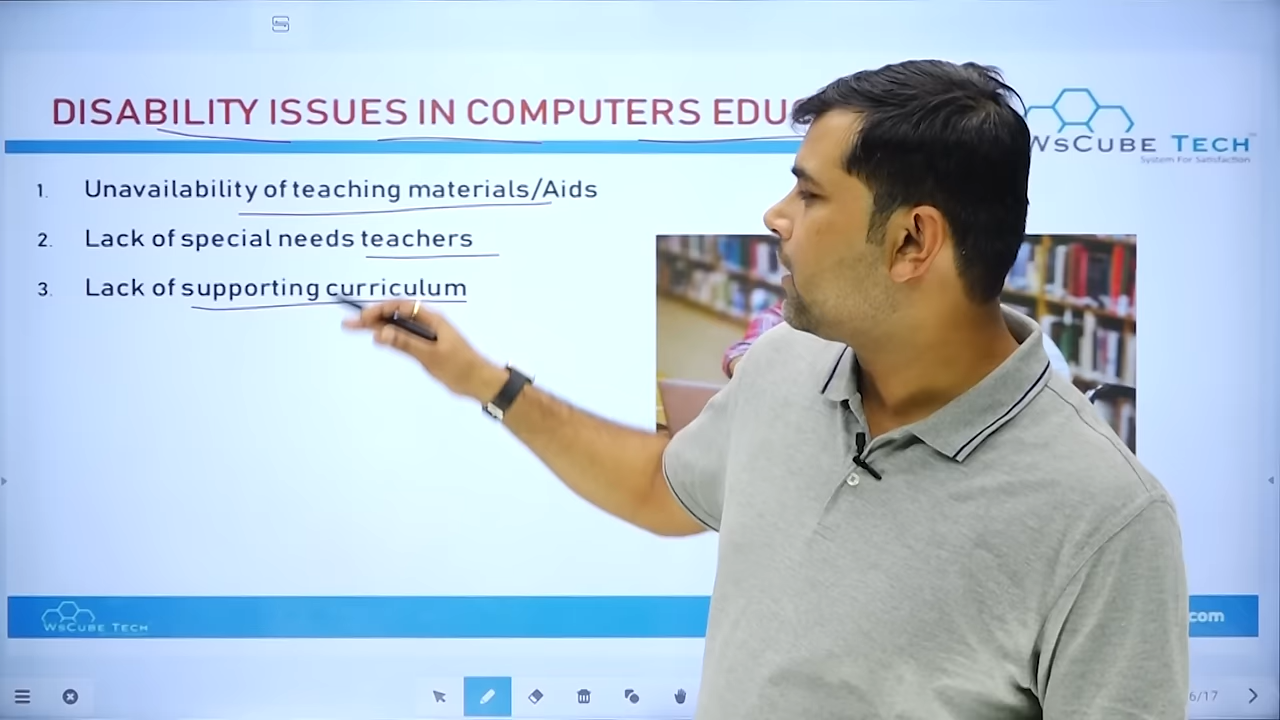 DISABILITY ISSUES IN COMPUTERS EDU
WSCUBE TECH
System For Satisfaction
1. Unavailability of teaching materials/Aids
2. Lack of special needs teachers
3. Lack of supporting curriculum
WSCUBE TECH
com
6/17